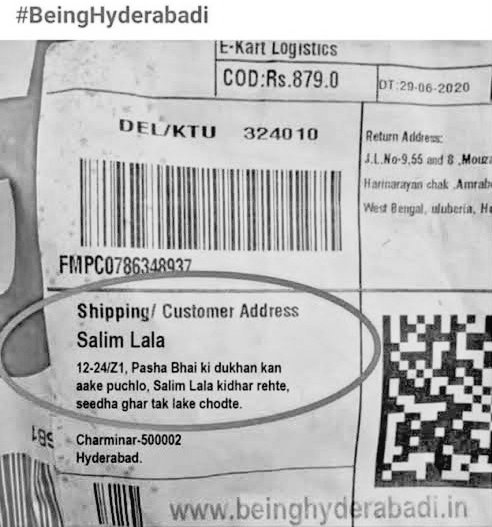 #BeingHyderabadi
E-Kart Logistics
COD:Rs.879.0
DT:29-06-2020
DEL/KTU 324010
Return Address:
J.L.No-9,55 and 8 ,Mouz
Harinarayan chak ,Amrab
West Bengal, uluberia, H
FMPC0786348937
Shipping/ Customer Address
Salim Lala
12-24/Z1, Pasha Bhai ki dukhan kan
aake puchlo, Salim Lala kidhar rehte,
seedha ghar tak lake chodte.
Charminar-500002
Hyderabad.
www.beinghyderabadi.in